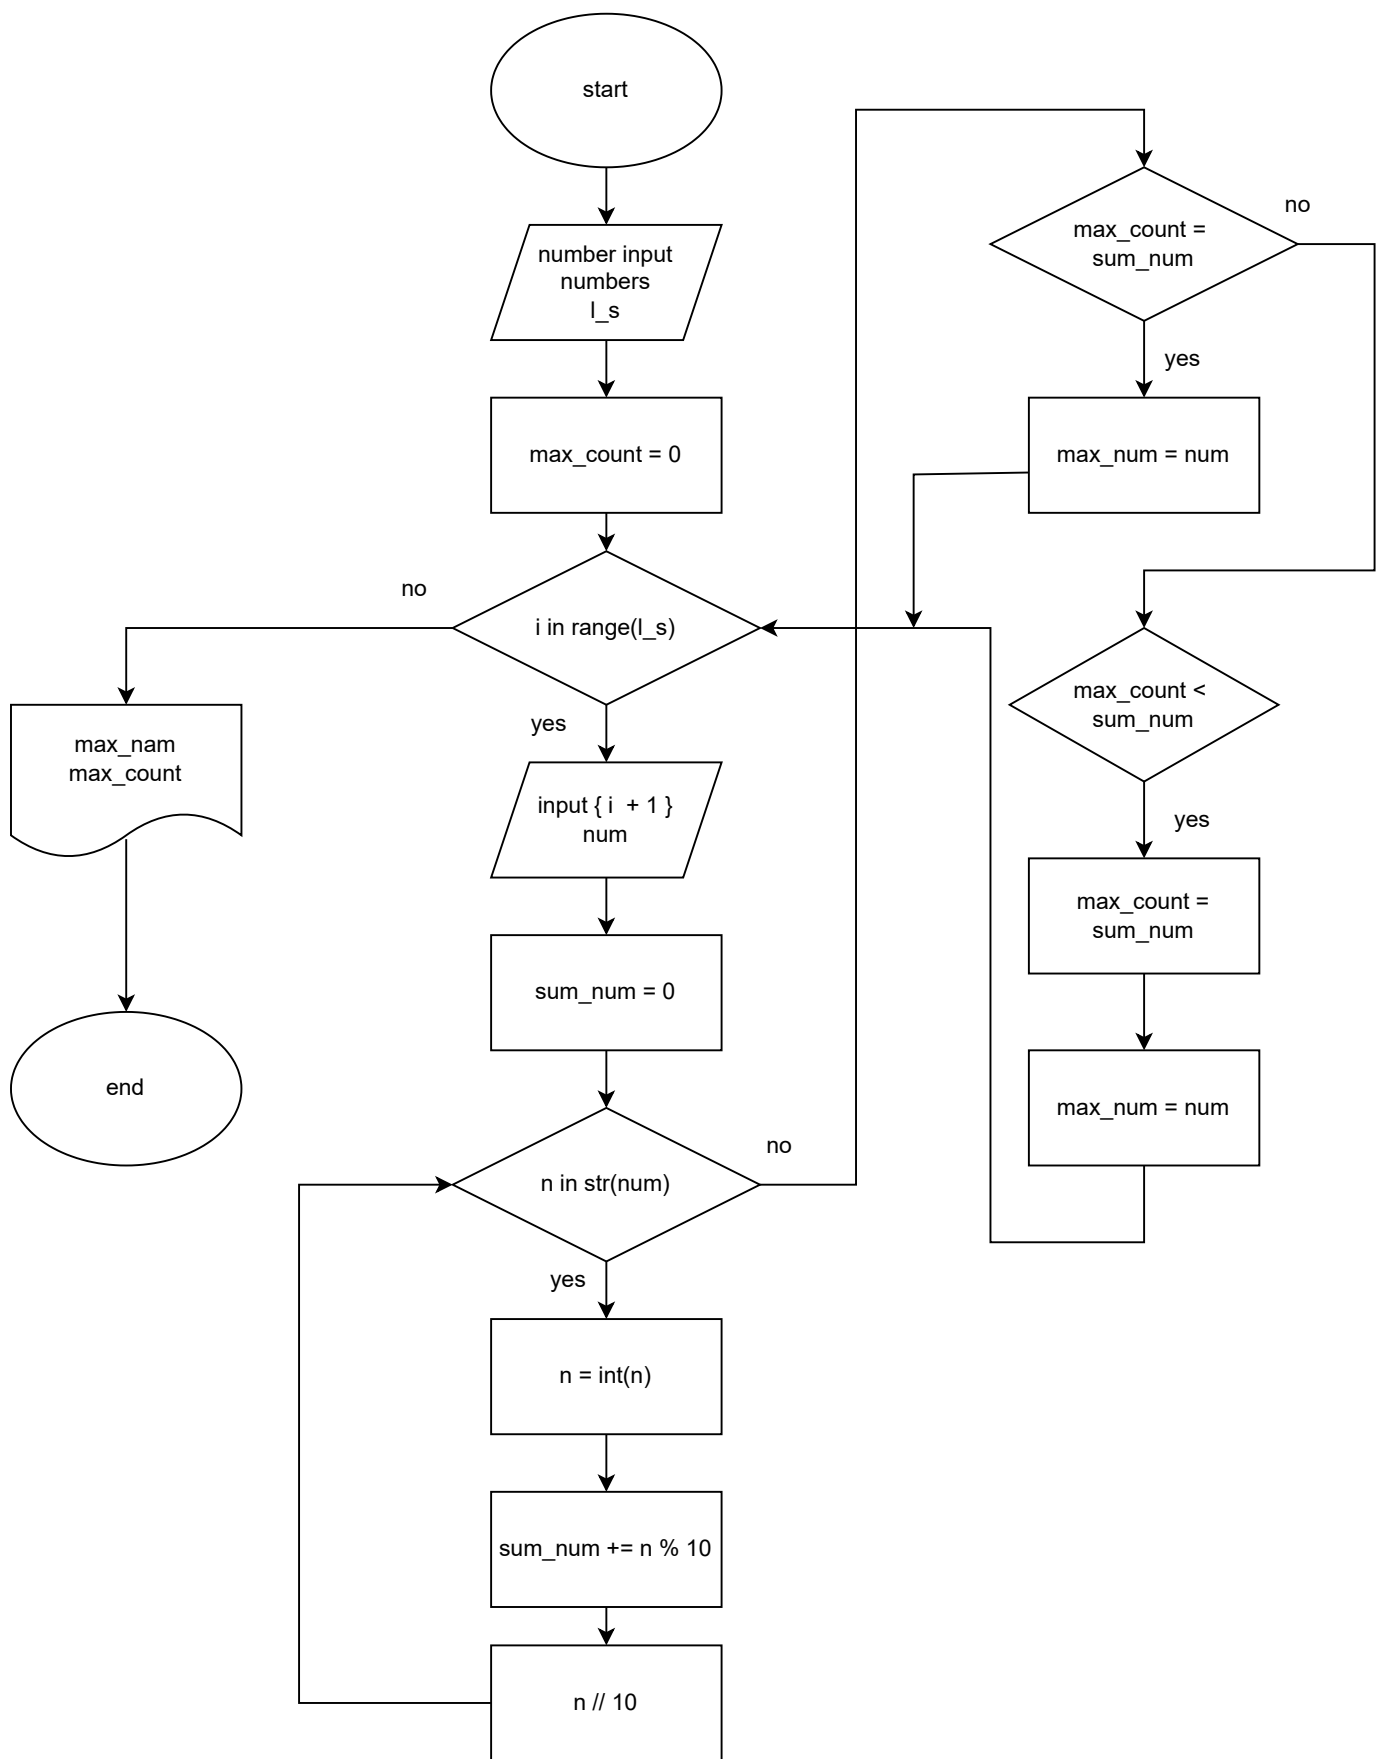 start
number input
numbers
l_s
max_count = 0
i in range(l_s)
no
yes
max_nam
max_count
end
input { i  + 1 }
num
sum_num = 0
n in str(num)
no
yes
n = int(n)
sum_num += n % 10
n // 10
max_count =
sum_num
no
yes
max_num = num
max_count <
sum_num
yes
max_count =
sum_num
max_num = num